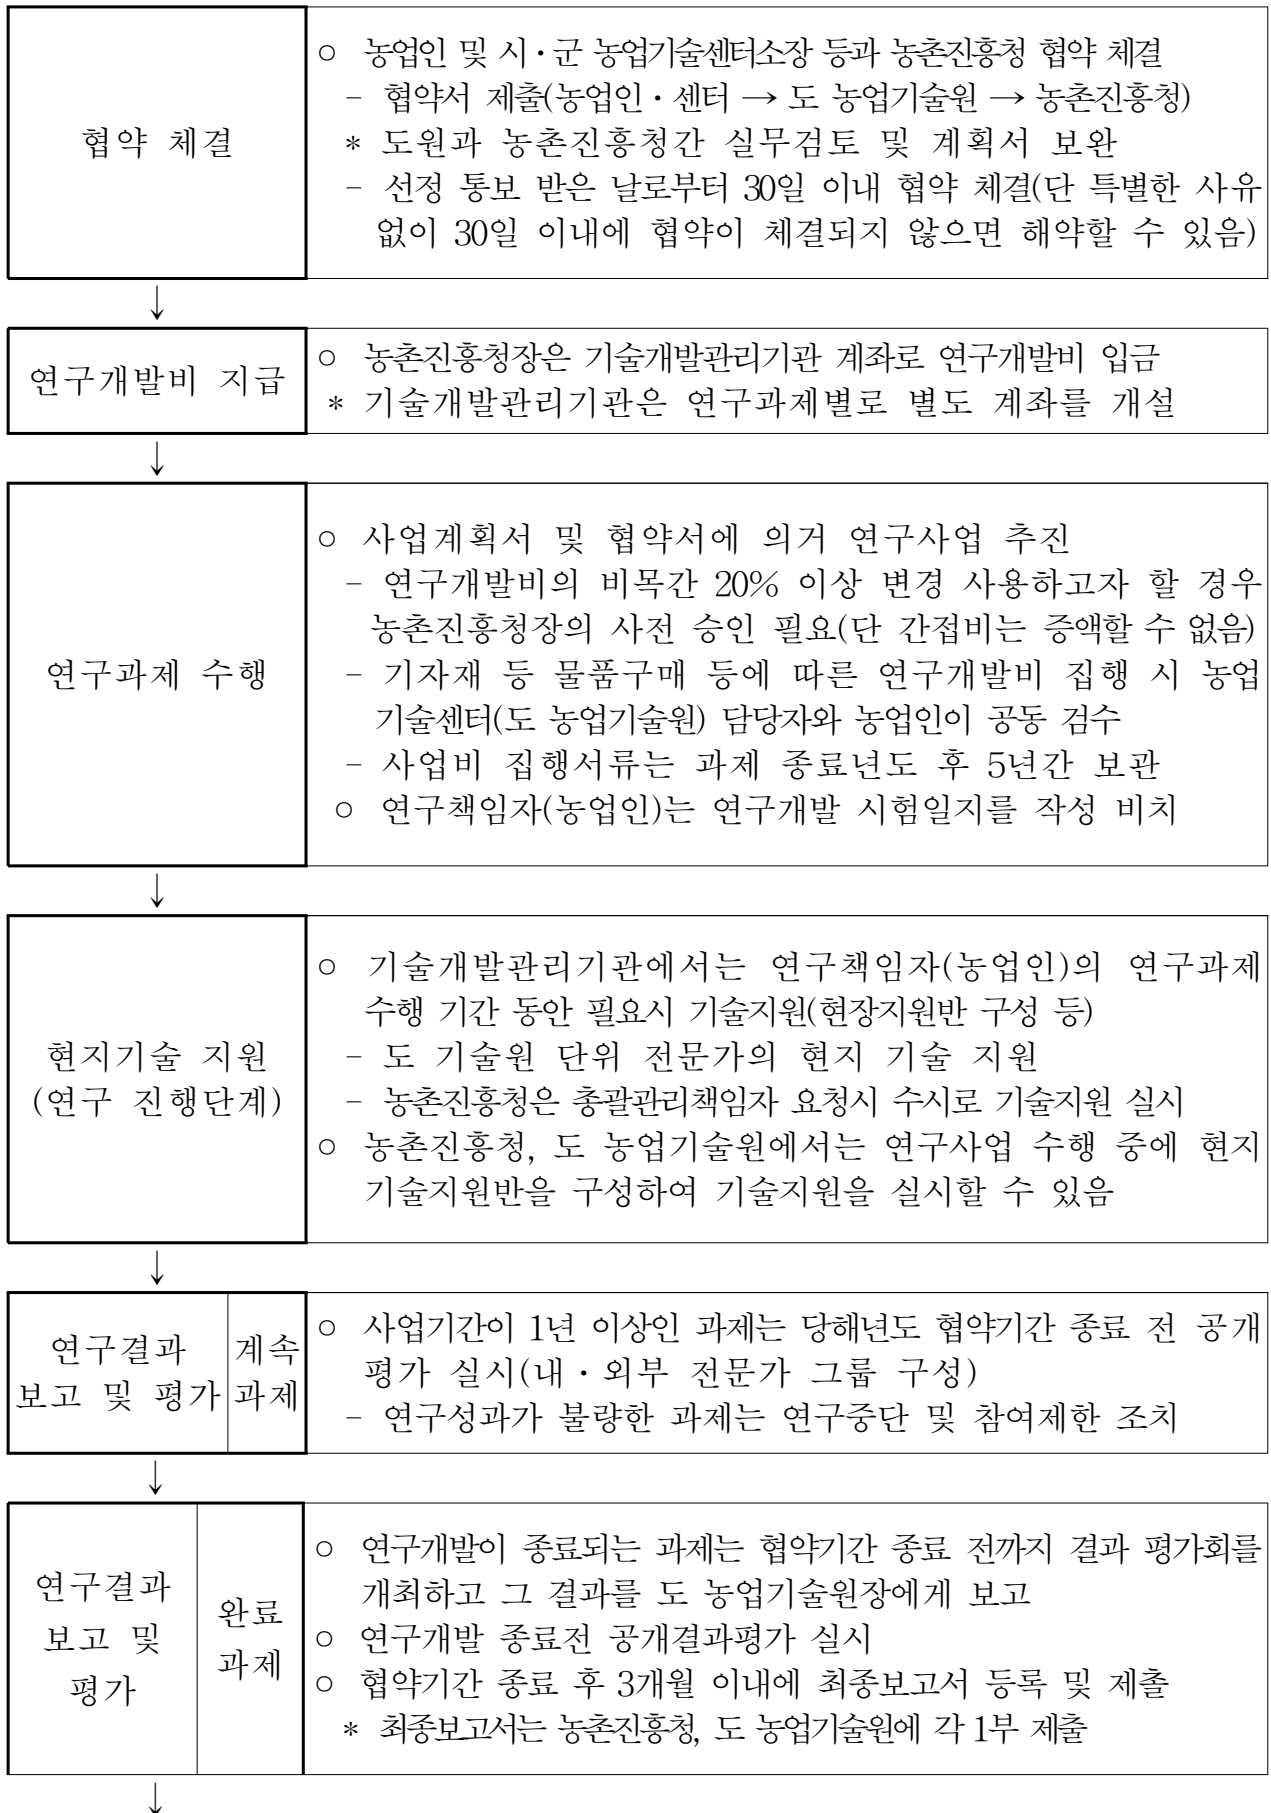 협약 체결
○ 농업인 및 시・군 농업기술센터소장 등과 농촌진흥청 협약 체결
- 협약서 제출(농업인・센터 → 도 농업기술원 → 농촌진흥청)
* 도원과 농촌진흥청간 실무검토 및 계획서 보완
- 선정 통보 받은 날로부터 30일 이내 협약 체결(단 특별한 사유
없이 30일 이내에 협약이 체결되지 않으면 해약할 수 있음)
↓
연구개발비 지급
○ 농촌진흥청장은 기술개발관리기관 계좌로 연구개발비 입금
* 기술개발관리기관은 연구과제별로 별도 계좌를 개설
↓
연구과제 수행
○ 사업계획서 및 협약서에 의거 연구사업 추진
- 연구개발비의 비목간 20% 이상 변경 사용하고자 할 경우
농촌진흥청장의 사전 승인 필요(단 간접비는 증액할 수 없음)
- 기자재 등 물품구매 등에 따른 연구개발비 집행 시 농업
기술센터(도 농업기술원) 담당자와 농업인이 공동 검수
- 사업비 집행서류는 과제 종료년도 후 5년간 보관
○ 연구책임자(농업인)는 연구개발 시험일지를 작성 비치
↓
현지기술 지원
(연구 진행단계)
○ 기술개발관리기관에서는 연구책임자(농업인)의 연구과제
수행 기간 동안 필요시 기술지원(현장지원반 구성 등)
- 도 기술원 단위 전문가의 현지 기술 지원
- 농촌진흥청은 총괄관리책임자 요청시 수시로 기술지원 실시
○ 농촌진흥청, 도 농업기술원에서는 연구사업 수행 중에 현지
기술지원반을 구성하여 기술지원을 실시할 수 있음
↓
연구결과
보고 및 평가
계속
과제
○ 사업기간이 1년 이상인 과제는 당해년도 협약기간 종료 전 공개
평가 실시(내・외부 전문가 그룹 구성)
- 연구성과가 불량한 과제는 연구중단 및 참여제한 조치
↓
연구결과
보고 및
평가
완료
과제
○ 연구개발이 종료되는 과제는 협약기간 종료 전까지 결과 평가회를
개최하고 그 결과를 도 농업기술원장에게 보고
○ 연구개발 종료전 공개결과평가 실시
○ 협약기간 종료 후 3개월 이내에 최종보고서 등록 및 제출
* 최종보고서는 농촌진흥청, 도 농업기술원에 각 1부 제출
↓